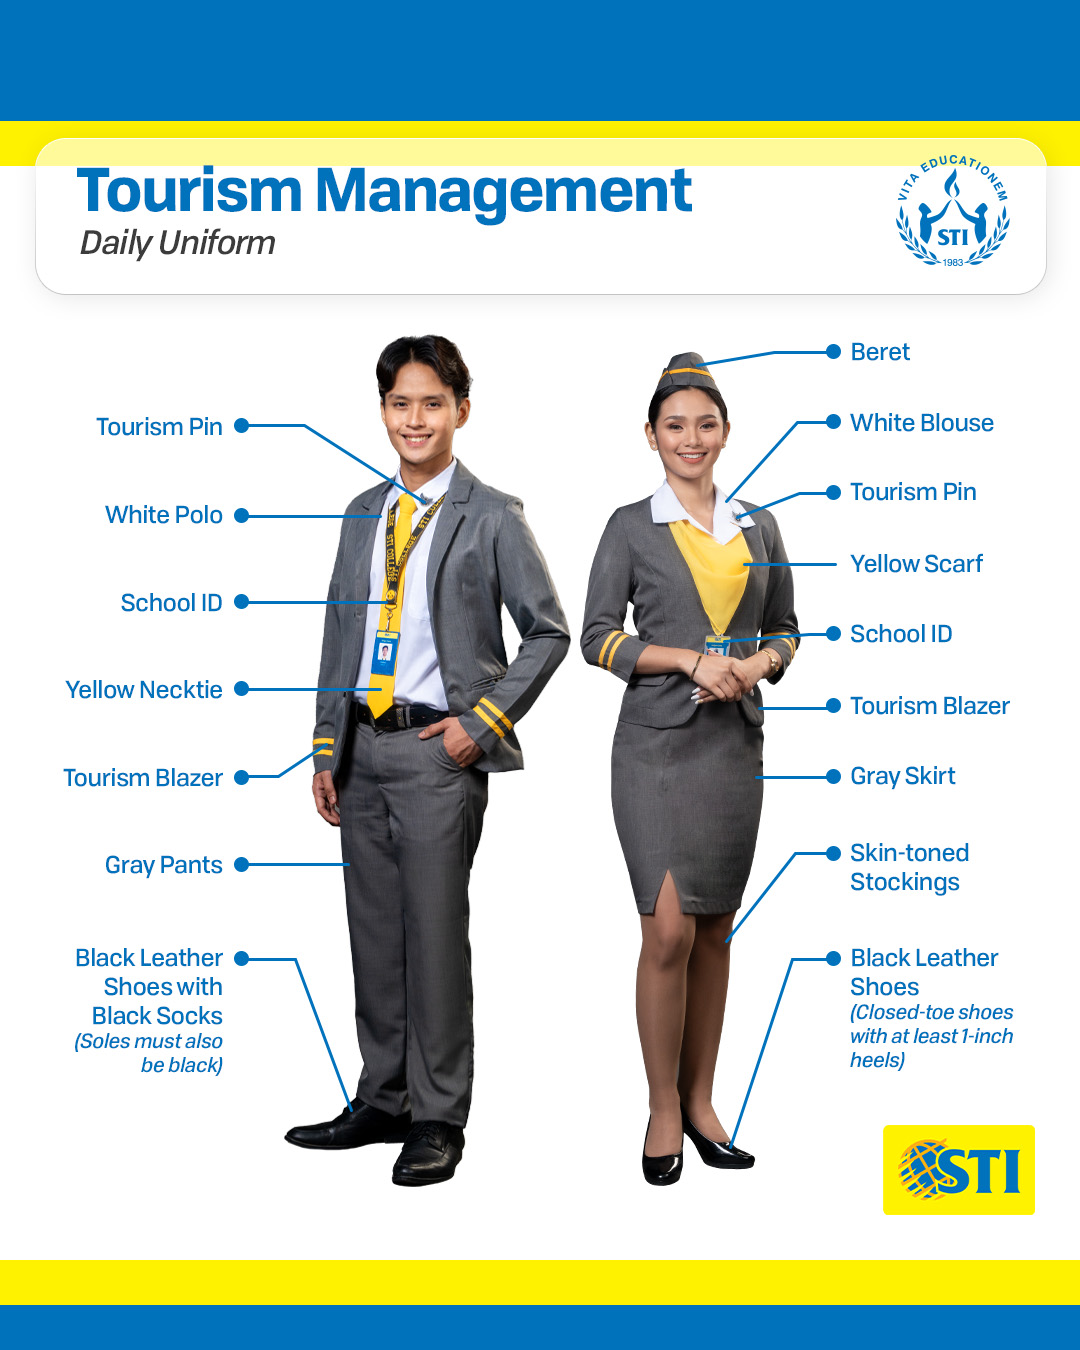 Tourism Management
Daily Uniform
VITA EDUCATIONEM
STI
1983
Tourism Pin
White Polo
School ID
Yellow Necktie
Tourism Blazer
Gray Pants
Black Leather
Shoes with
Black Socks
(Soles must also
be black)
STI COLLEGE
Beret
White Blouse
Tourism Pin
Yellow Scarf
School ID
Tourism Blazer
Gray Skirt
Skin-toned
Stockings
Black Leather
Shoes
(Closed-toe shoes
with at least 1-inch
heels)
STI